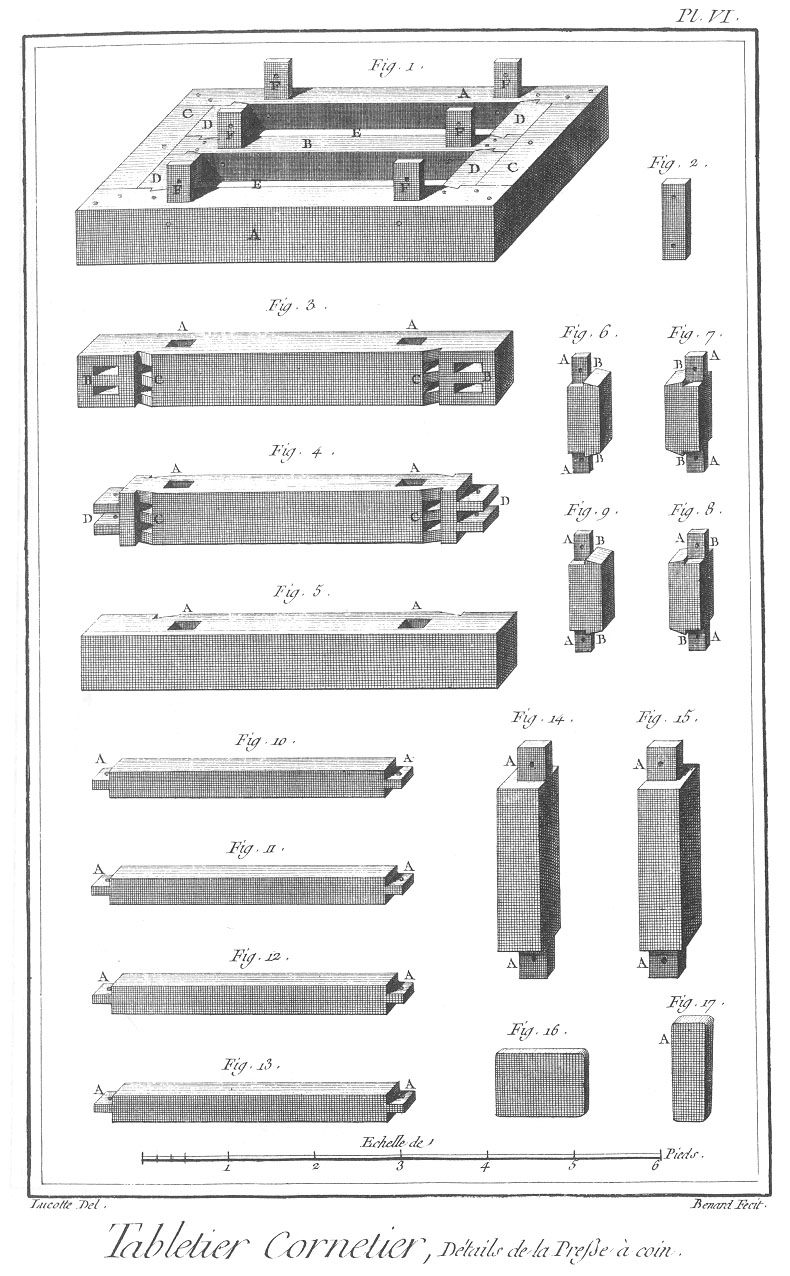 Pl. VI.
Fig. 1.
F F A
C D F E F D
B
D F E F D C
A
Fig. 2.
Fig. 3.
A A
B C C B
Fig. 4.
A A
D C C D
Fig. 5.
A A
Fig. 6.
A B
A B
Fig. 7.
B A
B A
Fig. 9.
A B
A B
Fig. 8.
A B
B A
Fig. 10.
A A
Fig. 11.
A A
Fig. 12.
A A
Fig. 13.
A A
Fig. 14.
A
A
Fig. 15.
A
A
Fig. 16.
Fig. 17.
A
Echelle de
1 2 3 4 5 6 Pieds.
Lucotte Del.
Benard Fecit.
Tabletier Cornetier, Détails de la Preſse à coin.